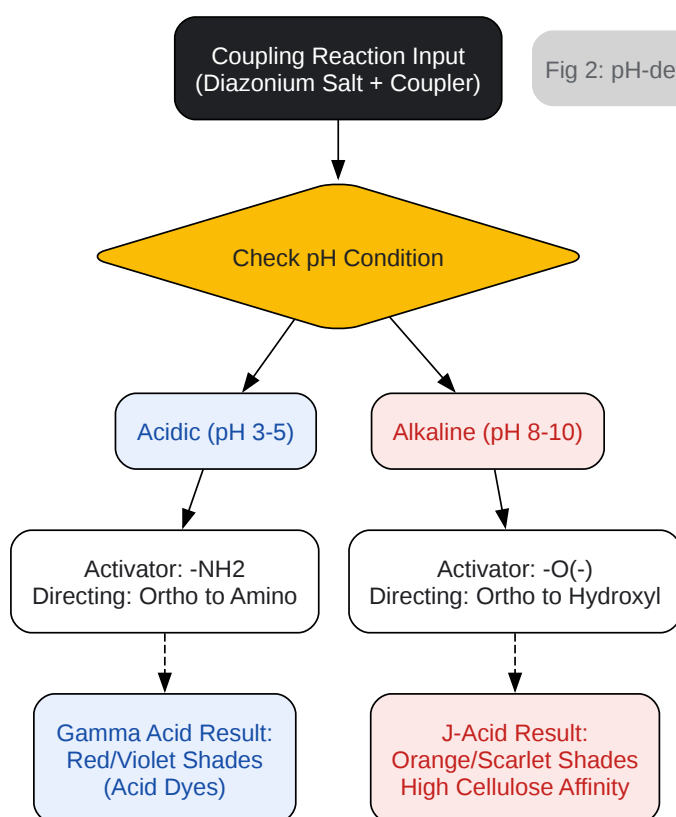 Coupling Reaction Input
(Diazonium Salt + Coupler)
Fig 2:
Check pH Condition
Acidic (pH 3-5)
Alkaline (pH 8-10)
Activator: -NH2
Directing: Ortho to Amino
Activator: -O(-)
Directing: Ortho to Hydroxyl
Gamma Acid Result:
Red/Violet Shades
(Acid Dyes)
J-Acid Result:
Orange/Scarlet Shades
High Cellulose Affinity